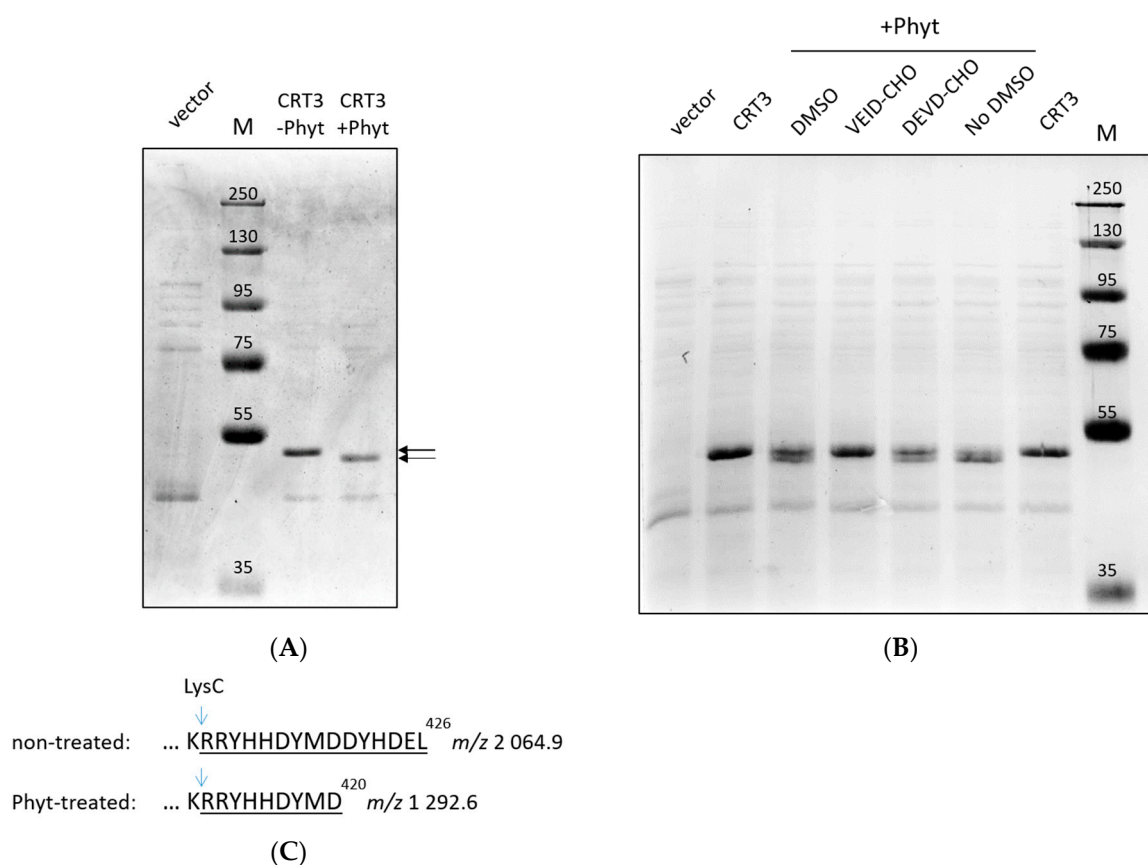 +Phyt
vector
M
CRT3
-Phyt
CRT3
+Phyt
250
130
95
75
55
35
(A)
vector
CRT3
DMSO
VEID-CHO
DEVD-CHO
No DMSO
CRT3
M
250
130
95
75
55
35
(B)
LysC
non-treated: ... KRRYHHDYMDDYHDEL 426 m/z 2 064.9
Phyt-treated: ... KRRYHHDYMD 420 m/z 1 292.6
(C)